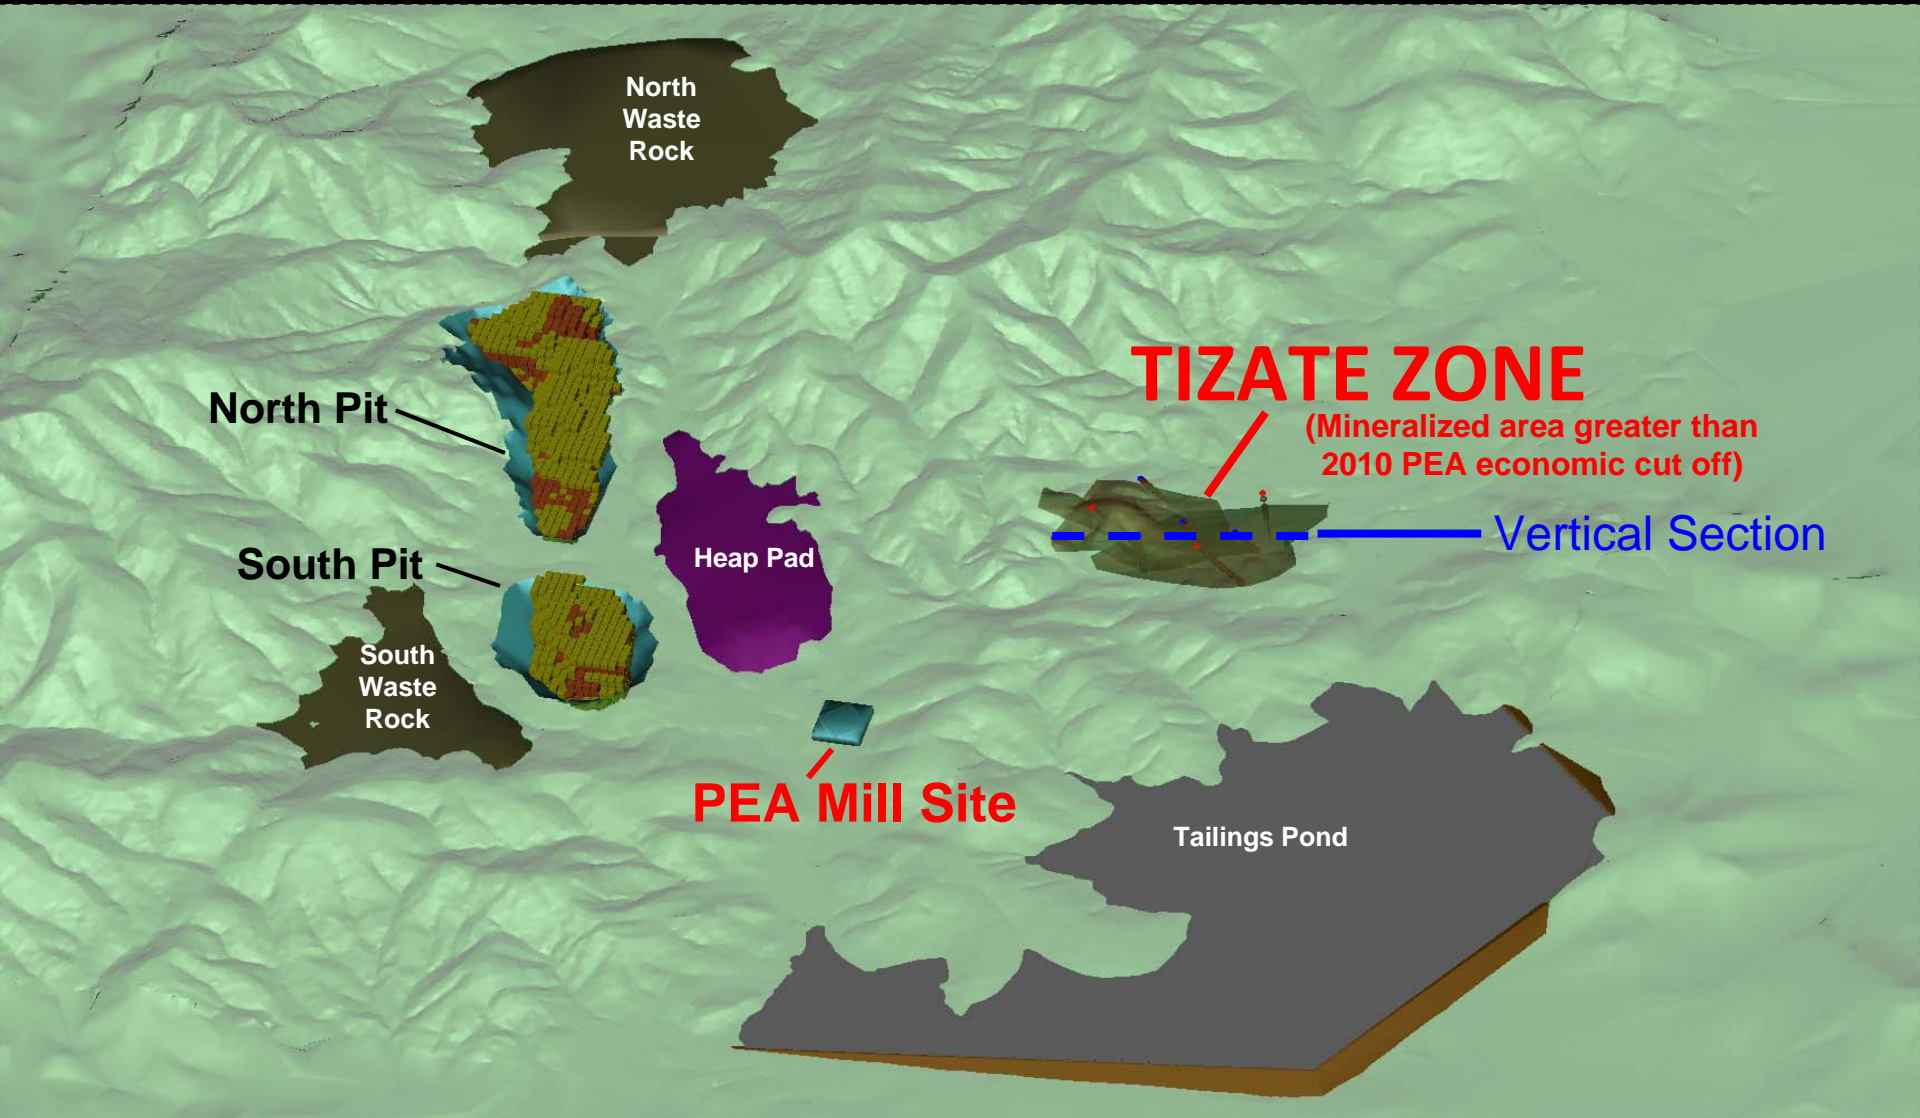 North
Waste
Rock
TIZATE ZONE
(Mineralized area greater than
2010 PEA economic cut off)
North Pit
Vertical Section
South Pit
Heap Pad
South
Waste
Rock
PEA Mill Site
Tailings Pond